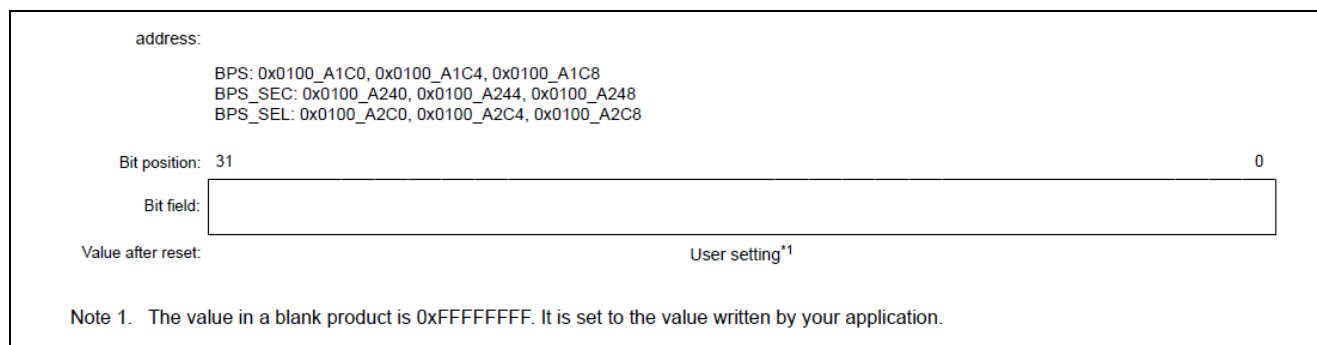 address:
BPS: 0x0100_A1C0, 0x0100_A1C4, 0x0100_A1C8
BPS_SEC: 0x0100_A240, 0x0100_A244, 0x0100_A248
BPS_SEL: 0x0100_A2C0, 0x0100_A2C4, 0x0100_A2C8
Bit position: 31 0
Bit field:
Value after reset: User setting*1
Note 1. The value in a blank product is 0xFFFFFFFF. It is set to the value written by your application.